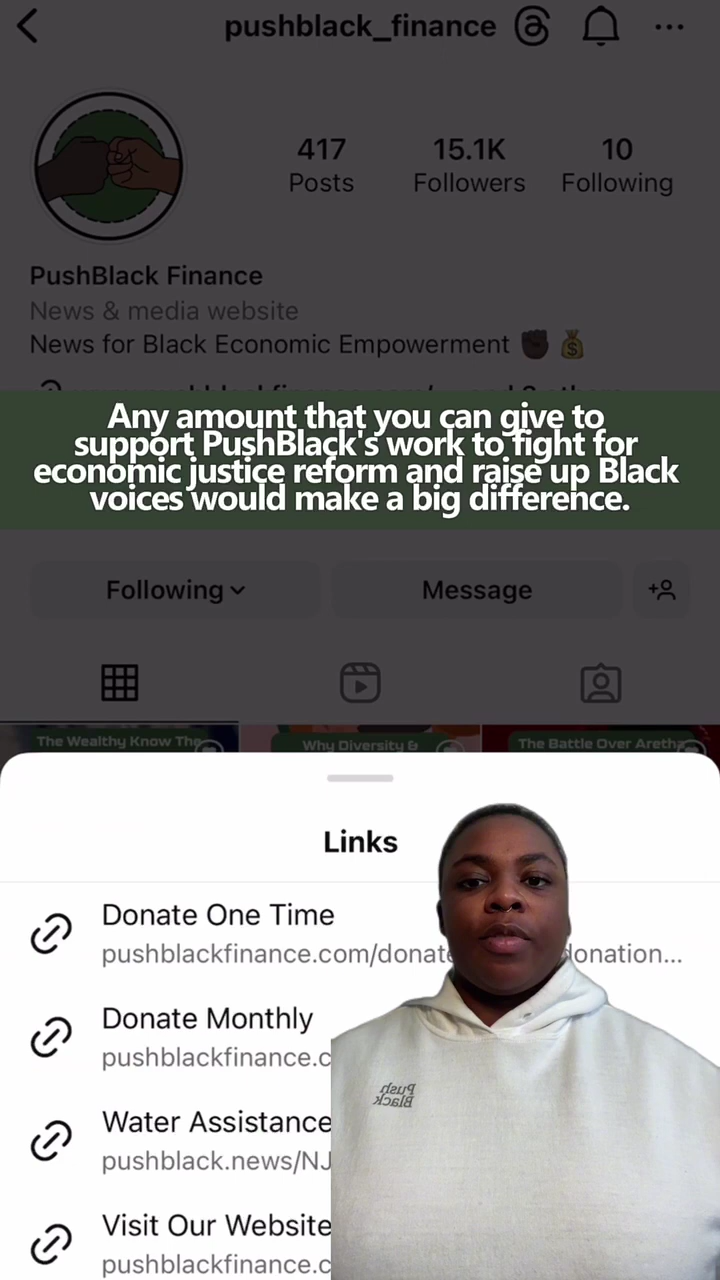 pushblack_finance
417
15.1K
10
Posts
Followers
Following
PushBlack Finance
News & media website
News for Black Economic Empowerment ✊🏿 💰
Any amount that you can give to
support PushBlack's work to fight for
economic justice reform and raise up Black
voices would make a big difference.
Following
Message
The Wealthy Know The
Why Diversity &
The Battle Over Aretha
Links
Donate One Time
pushblackfinance.com/donate donation...
Donate Monthly
pushblackfinance.c
Water Assistance
pushblack.news/NJ
Visit Our Website
pushblackfinance.c
Push
Black